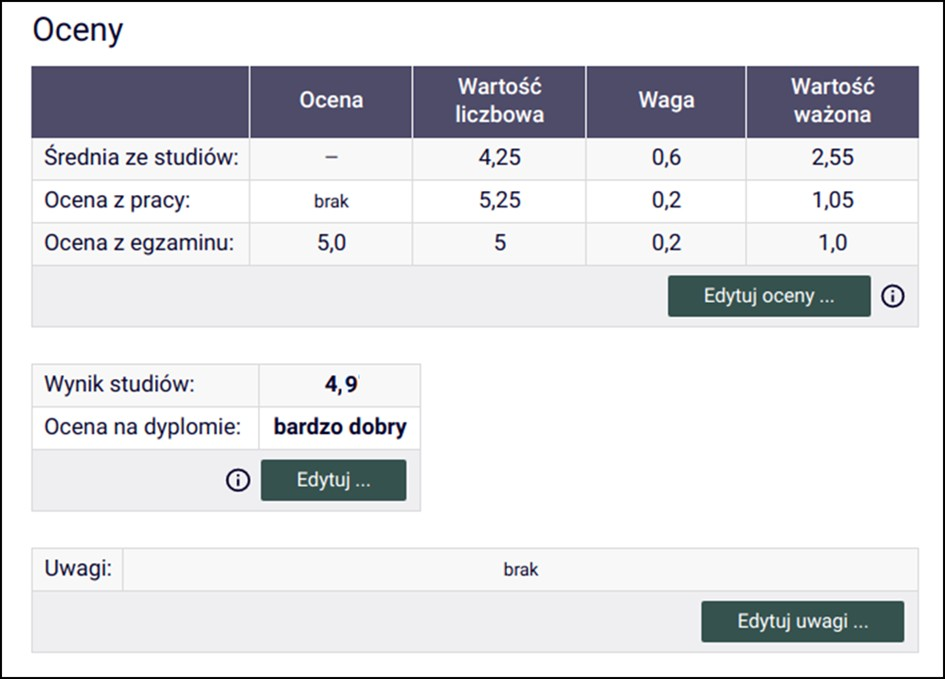 Oceny
Ocena Wartość liczbowa Waga Wartość ważona
Średnia ze studiów: – 4,25 0,6 2,55
Ocena z pracy: brak 5,25 0,2 1,05
Ocena z egzaminu: 5,0 5 0,2 1,0
Edytuj oceny ...
Wynik studiów: 4,9
Ocena na dyplomie: bardzo dobry
Edytuj ...
Uwagi: brak
Edytuj uwagi ...